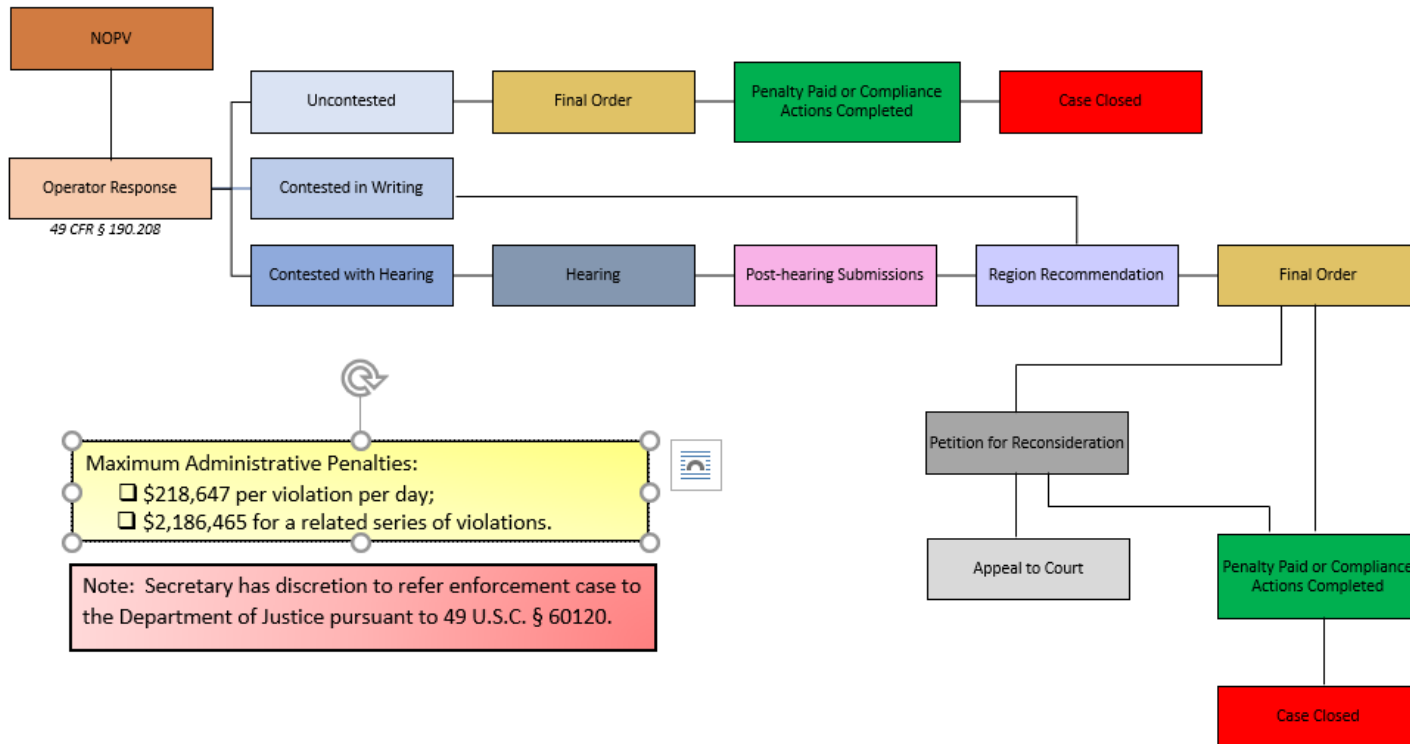 NOPV
Uncontested
Final Order
Penalty Paid or Compliance
Actions Completed
Case Closed
Operator Response
49 CFR § 190.208
Contested in Writing
Contested with Hearing
Hearing
Post-hearing Submissions
Region Recommendation
Final Order
Petition for Reconsideration
Maximum Administrative Penalties:
❑ $218,647 per violation per day;
❑ $2,186,465 for a related series of violations.
Appeal to Court
Penalty Paid or Compliance
Actions Completed
Note: Secretary has discretion to refer enforcement case to
the Department of Justice pursuant to 49 U.S.C. § 60120.
Case Closed